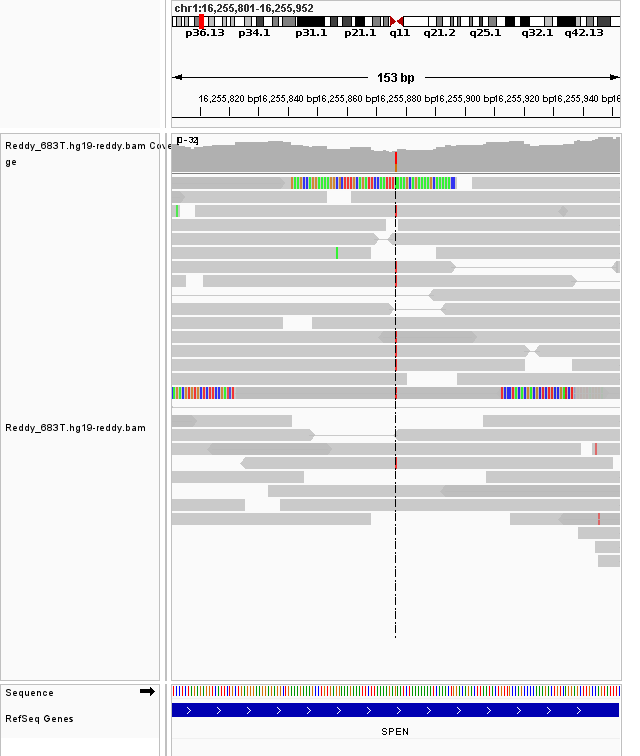 chr1:16,255,801-16,255,952
p36.13 p34.1 p31.1 p21.1 q11 q21.2 q25.1 q32.1 q42.13
153 bp
16,255,820 bp 16,255,840 bp 16,255,860 bp 16,255,880 bp 16,255,900 bp 16,255,920 bp 16,255,940 bp 16
Reddy_683T.hg19-reddy.bam Cove
ge
[0-32]
Reddy_683T.hg19-reddy.bam
Sequence
RefSeq Genes
SPEN